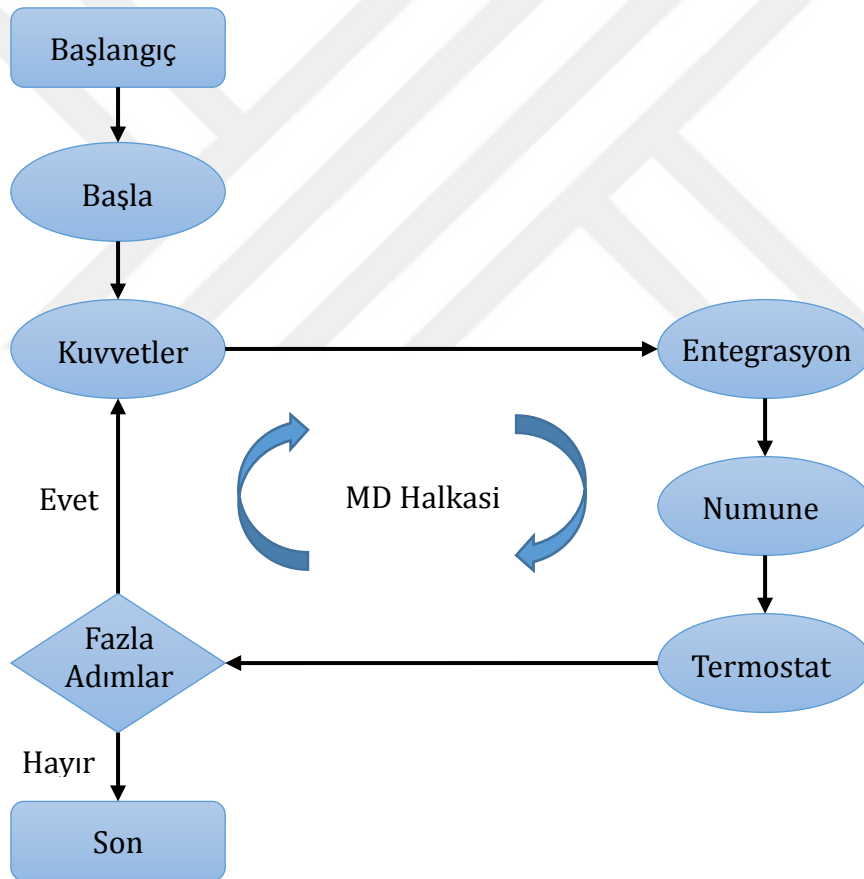 Başlangıç
Başla
Kuvvetler
Entegrasyon
Evet
MD Halkasi
Numune
Fazla
Adımlar
Termostat
Hayır
Son